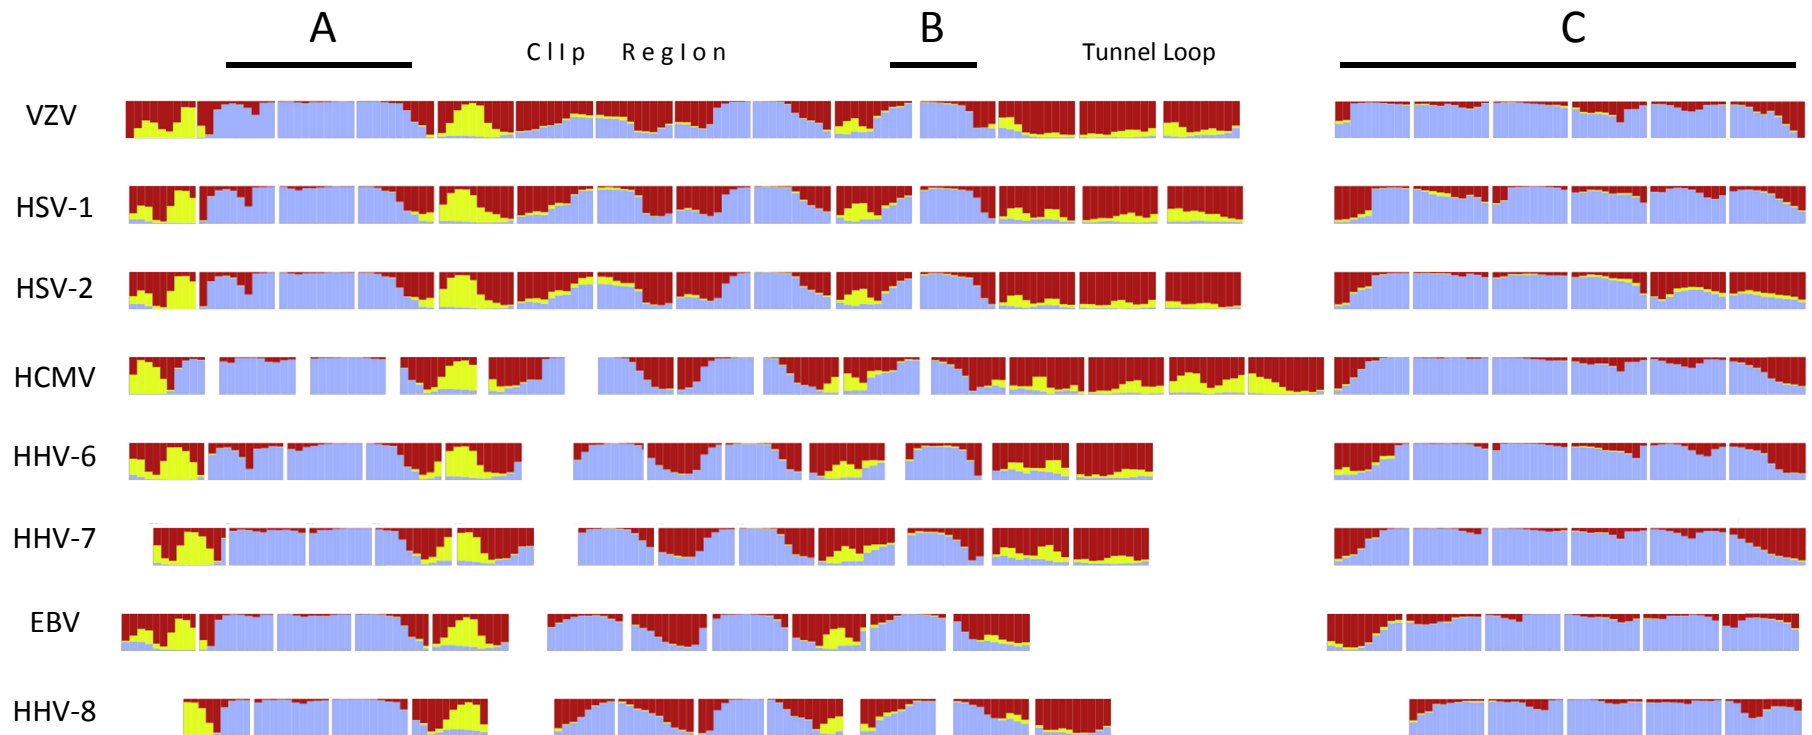 A B C
ClIp RegIon Tunnel Loop
VZV
HSV-1
HSV-2
HCMV
HHV-6
HHV-7
EBV
HHV-8